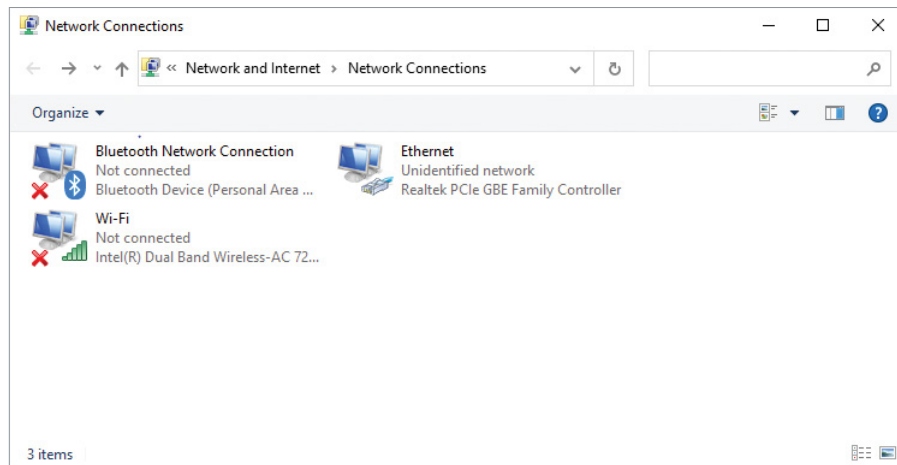 Network Connections
« Network and Internet › Network Connections
Organize
Bluetooth Network Connection
Not connected
Bluetooth Device (Personal Area ...
Ethernet
Unidentified network
Realtek PCIe GBE Family Controller
Wi-Fi
Not connected
Intel(R) Dual Band Wireless-AC 72...
3 items